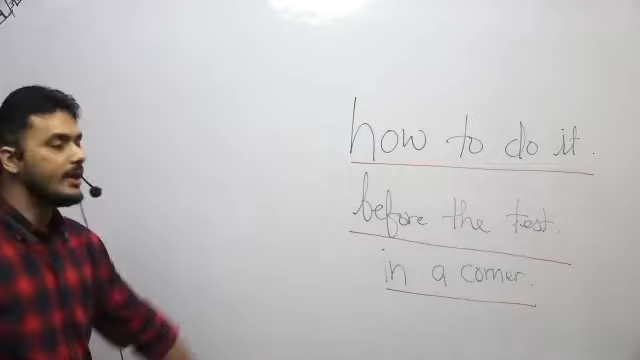 how to do it.
before the test.
in a corner.